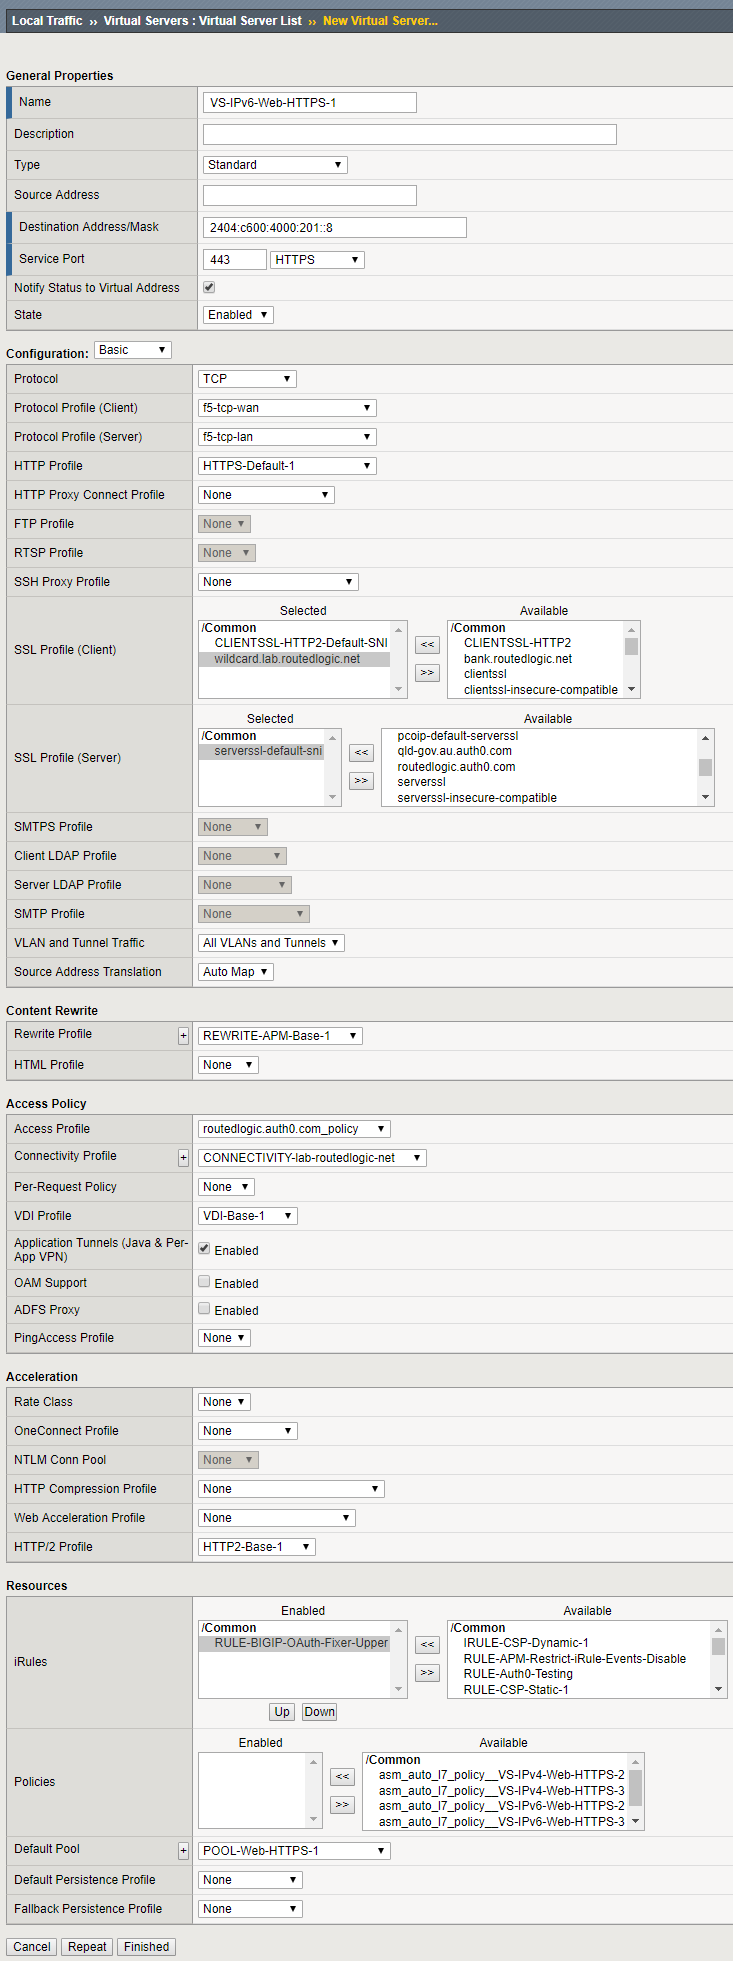 Local Traffic ›› Virtual Servers : Virtual Server List ›› New Virtual Server...
General Properties
Name VS-IPv6-Web-HTTPS-1
Description
Type Standard
Source Address
Destination Address/Mask 2404:c600:4000:201::8
Service Port 443 HTTPS
Notify Status to Virtual Address
State Enabled
Configuration: Basic
Protocol TCP
Protocol Profile (Client) f5-tcp-wan
Protocol Profile (Server) f5-tcp-lan
HTTP Profile HTTPS-Default-1
HTTP Proxy Connect Profile None
FTP Profile None
RTSP Profile None
SSH Proxy Profile None
SSL Profile (Client)
Selected
/Common
CLIENTSSL-HTTP2-Default-SNI
wildcard.lab.routedlogic.net
<<
>>
Available
/Common
CLIENTSSL-HTTP2
bank.routedlogic.net
clientssl
clientssl-insecure-compatible
SSL Profile (Server)
Selected
/Common
serverssl-default-sni
<<
>>
Available
pcoip-default-serverssl
qld-gov.au.auth0.com
routedlogic.auth0.com
serverssl
serverssl-insecure-compatible
SMTPS Profile None
Client LDAP Profile None
Server LDAP Profile None
SMTP Profile None
VLAN and Tunnel Traffic All VLANs and Tunnels
Source Address Translation Auto Map
Content Rewrite
Rewrite Profile + REWRITE-APM-Base-1
HTML Profile None
Access Policy
Access Profile routedlogic.auth0.com_policy
Connectivity Profile + CONNECTIVITY-lab-routedlogic-net
Per-Request Policy None
VDI Profile VDI-Base-1
Application Tunnels (Java & Per-
App VPN) Enabled
OAM Support Enabled
ADFS Proxy Enabled
PingAccess Profile None
Acceleration
Rate Class None
OneConnect Profile None
NTLM Conn Pool None
HTTP Compression Profile None
Web Acceleration Profile None
HTTP/2 Profile HTTP2-Base-1
Resources
iRules
Enabled
/Common
RULE-BIGIP-OAuth-Fixer-Upper
<<
>>
Available
/Common
IRULE-CSP-Dynamic-1
RULE-APM-Restrict-iRule-Events-Disable
RULE-Auth0-Testing
RULE-CSP-Static-1
Up Down
Policies
Enabled
<<
>>
Available
/Common
asm_auto_l7_policy__VS-IPv4-Web-HTTPS-2
asm_auto_l7_policy__VS-IPv4-Web-HTTPS-3
asm_auto_l7_policy__VS-IPv6-Web-HTTPS-2
asm_auto_l7_policy__VS-IPv6-Web-HTTPS-3
Default Pool + POOL-Web-HTTPS-1
Default Persistence Profile None
Fallback Persistence Profile None
Cancel Repeat Finished